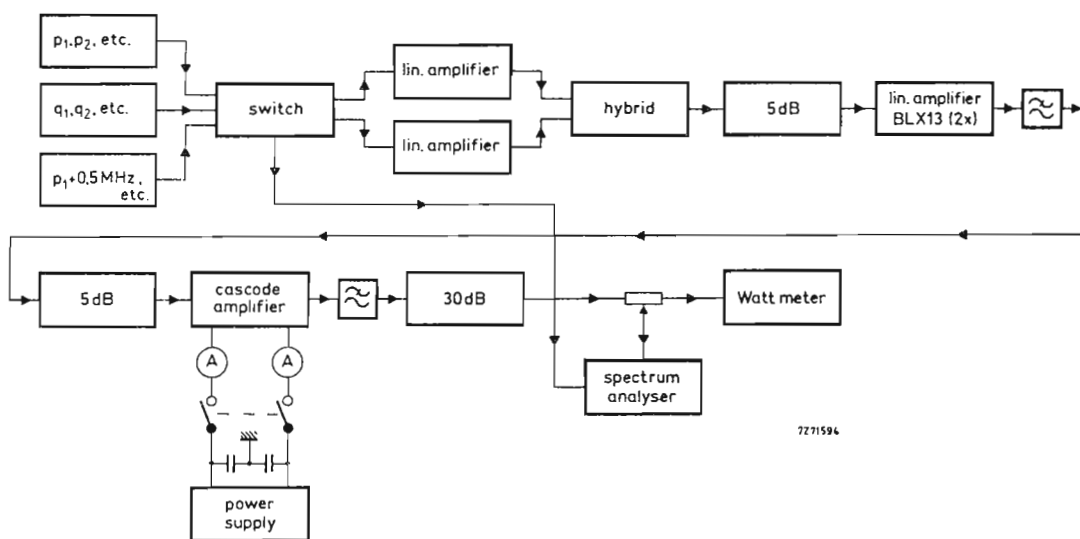 p₁,p₂, etc.
q₁,q₂, etc.
p₁+0,5MHz,
etc.
switch
lin. amplifier
lin. amplifier
hybrid
5dB
lin. amplifier
BLX13 (2x)
5dB
cascode
amplifier
30dB
Watt meter
A
A
spectrum
analyser
7Z71594
power
supply